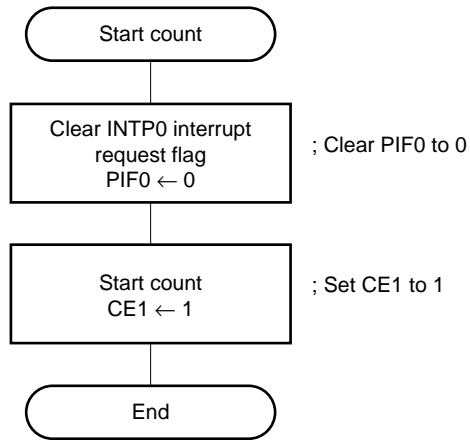 Start count
Clear INTP0 interrupt
request flag
PIF0 ← 0
; Clear PIF0 to 0
Start count
CE1 ← 1
; Set CE1 to 1
End